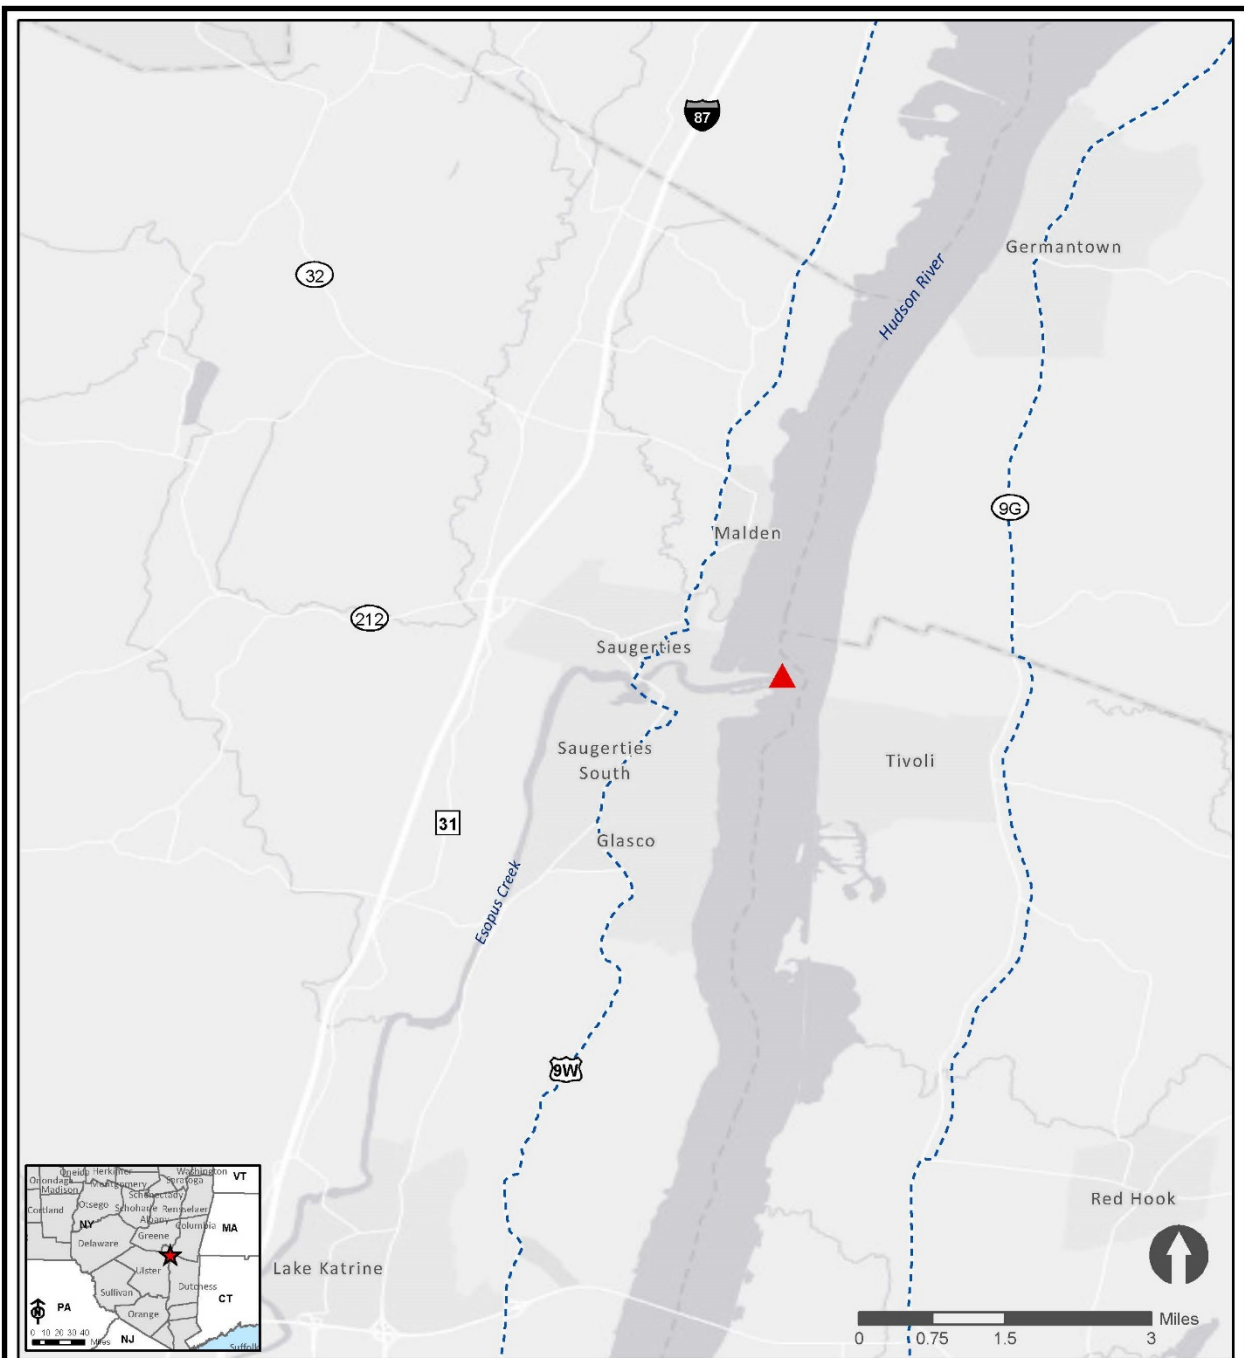 87
Germantown
32
Hudson River
9G
Malden
212
Saugerties
Saugerties
South
Tivoli
31
Glasco
Esopus Creek
9W
Red Hook
Lake Katrine
Miles
0 0.75 1.5 3
Oneida Herkimer Washington VT
Onondaga Montgomery Saratoga
Madison Schenectady
Cortland Otsego Schoharie Rensselaer
NY Albany Columbia MA
Delaware Greene
Ulster
PA Sullivan Dutchess CT
N
Orange
0 10 20 30 40
Miles
NJ